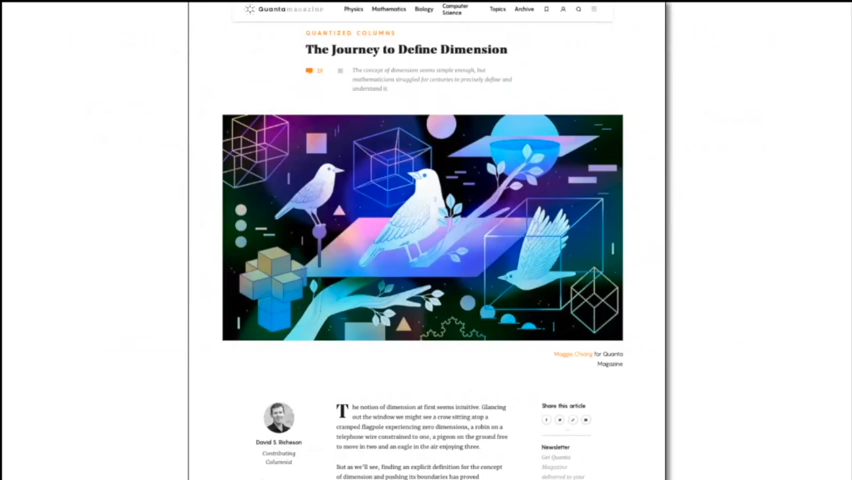 Quantamagazine
Physics Mathematics Biology Computer Science Topics Archive
QUANTIZED COLUMNS
The Journey to Define Dimension
10
The concept of dimension seems simple enough, but
mathematicians struggled for centuries to precisely define and
understand it
Maggie Chiang for Quanta
Magazine
David S. Richeson
Contributing
Columnist
The notion of dimension at first seems intuitive. Glancing
out the window we might see a crow sitting atop a
cramped flagpole experiencing zero dimensions, a robin on a
telephone wire constrained to one, a pigeon on the ground free
to move in two and an eagle in the air enjoying three.
But as we'll see, finding an explicit definition for the concept
of dimension and pushing its boundaries has proved
Share this article
Newsletter
Get Quanta
Magazine
delivered to your